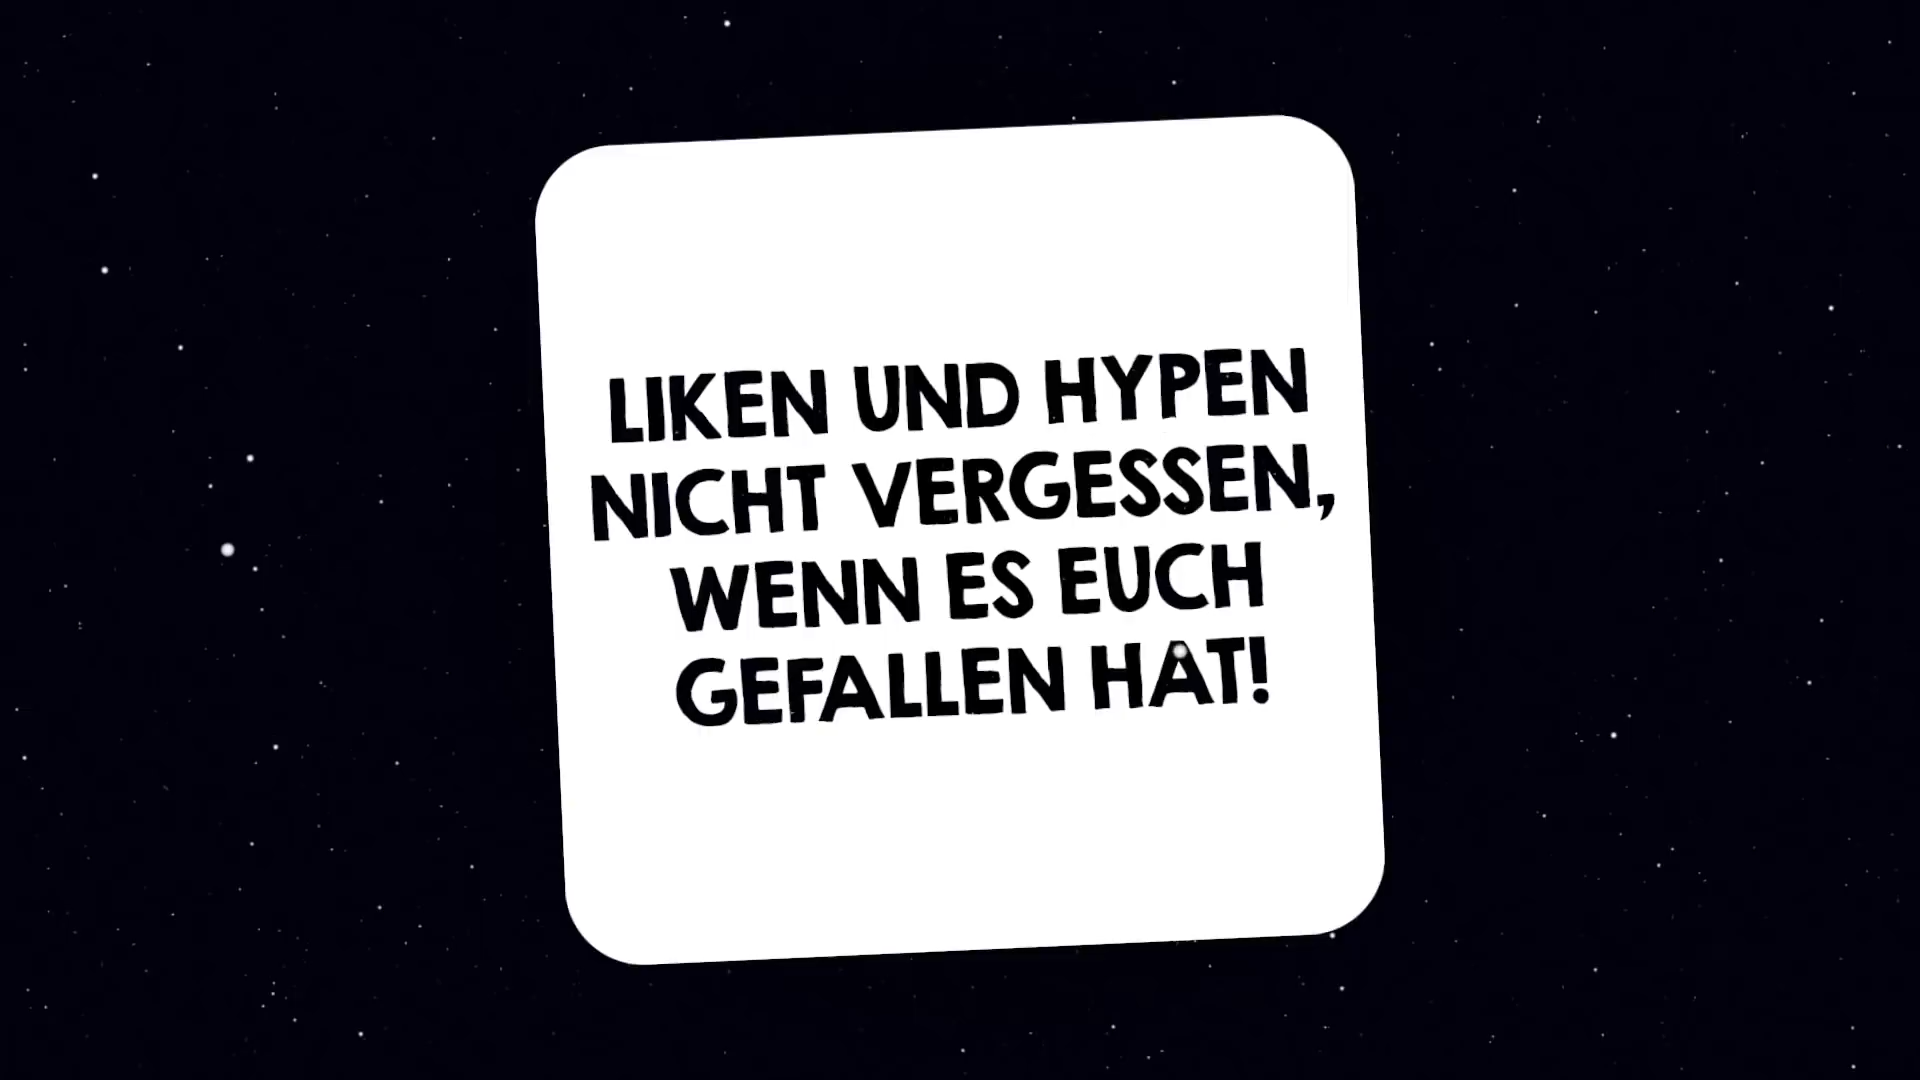 LIKEN UND HYPEN
NICHT VERGESSEN,
WENN ES EUCH
GEFALLEN HAT!